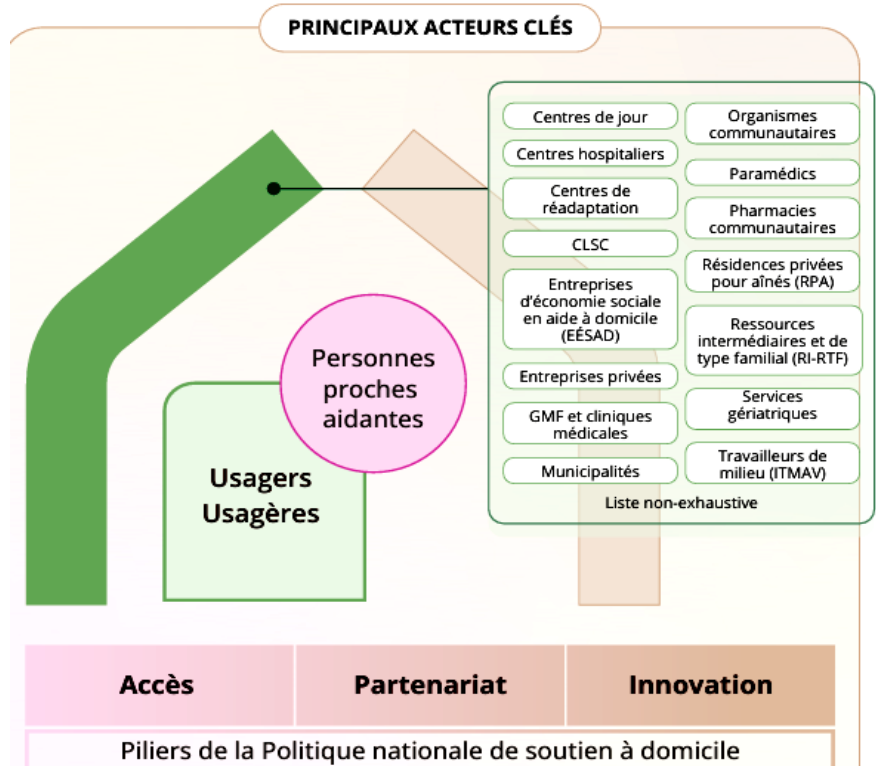 PRINCIPAUX ACTEURS CLÉS
Centres de jour
Centres hospitaliers
Centres de
réadaptation
CLSC
Entreprises
d'économie sociale
en aide à domicile
(EÉSAD)
Entreprises privées
GMF et cliniques
médicales
Municipalités
Organismes
communautaires
Paramédics
Pharmacies
communautaires
Résidences privées
pour aînés (RPA)
Ressources
intermédiaires et de
type familial (RI-RTF)
Services
gériatriques
Travailleurs de
milieu (ITMAV)
Liste non-exhaustive
Personnes
proches
aidantes
Usagers
Usagères
Accès
Partenariat
Innovation
Piliers de la Politique nationale de soutien à domicile